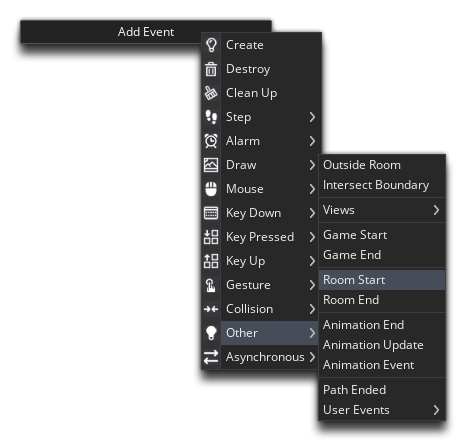 Add Event
Create
Destroy
Clean Up
Step
Alarm
Draw
Mouse
Key Down
Key Pressed
Key Up
Gesture
Collision
Other
Asynchronous
Outside Room
Intersect Boundary
Views
Game Start
Game End
Room Start
Room End
Animation End
Animation Update
Animation Event
Path Ended
User Events